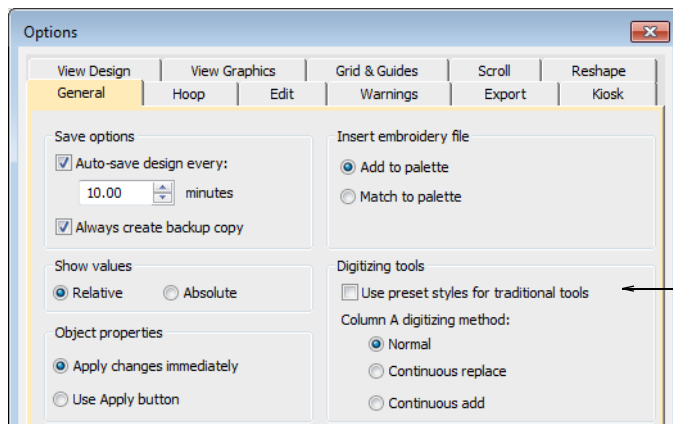 Options
View Design
View Graphics
Grid & Guides
Scroll
Reshape
General
Hoop
Edit
Warnings
Export
Kiosk
Save options
Auto-save design every:
10.00 minutes
Always create backup copy
Insert embroidery file
Add to palette
Match to palette
Show values
Relative
Absolute
Digitizing tools
Use preset styles for traditional tools
Column A digitizing method:
Normal
Continuous replace
Continuous add
Object properties
Apply changes immediately
Use Apply button